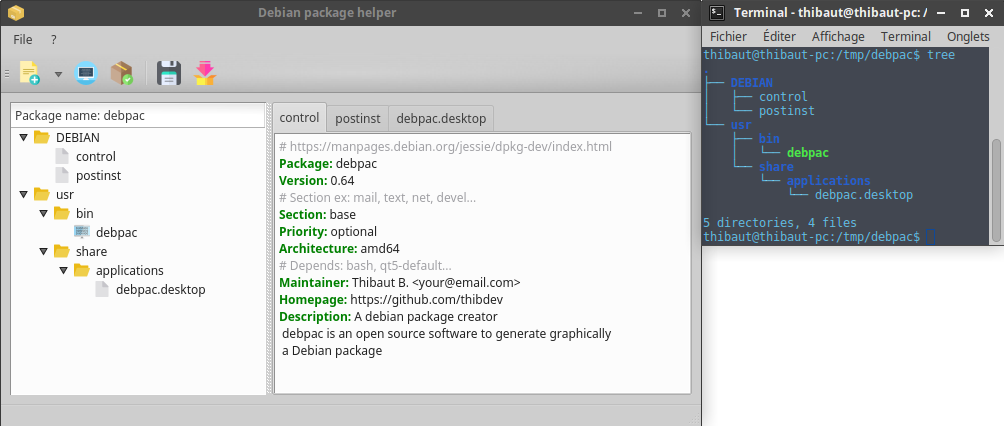 Debian package helper
File ?
Package name: debpac
DEBIAN
control
postinst
usr
bin
debpac
share
applications
debpac.desktop
control postinst debpac.desktop
# https://manpages.debian.org/jessie/dpkg-dev/index.html
Package: debpac
Version: 0.64
# Section ex: mail, text, net, devel...
Section: base
Priority: optional
Architecture: amd64
# Depends: bash, qt5-default...
Maintainer: Thibaut B. <your@email.com>
Homepage: https://github.com/thibdev
Description: A debian package creator
debpac is an open source software to generate graphically
a Debian package
Terminal - thibaut@thibaut-pc: /
Fichier Éditer Affichage Terminal Onglets
thibaut@thibaut-pc:/tmp/debpac$ tree
.
├── DEBIAN
│   ├── control
│   └── postinst
└── usr
    ├── bin
    │   └── debpac
    └── share
        └── applications
            └── debpac.desktop
5 directories, 4 files
thibaut@thibaut-pc:/tmp/debpac$